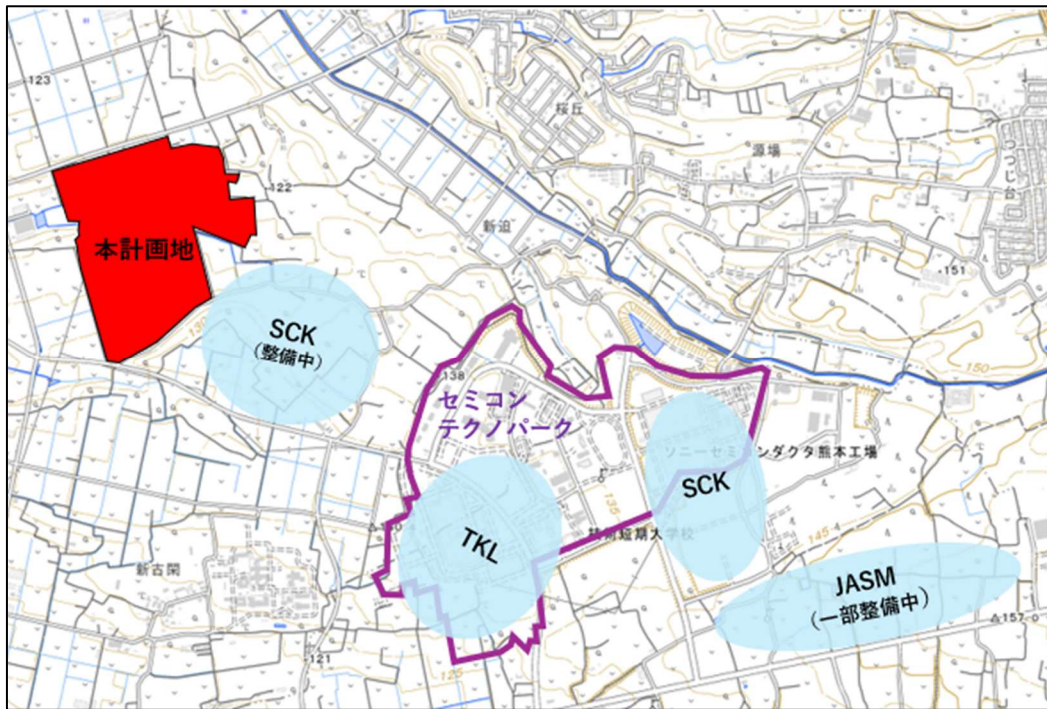 123
桜丘
源場
つつじ台
122
新迫
本計画地
151
SCK
(整備中)
150
138
セミコン
テクノパーク
ソニーセミコンダクタ熊本工場
SCK
135
TKL
技術短期大学校
145
JASM
(一部整備中)
新古閑
121